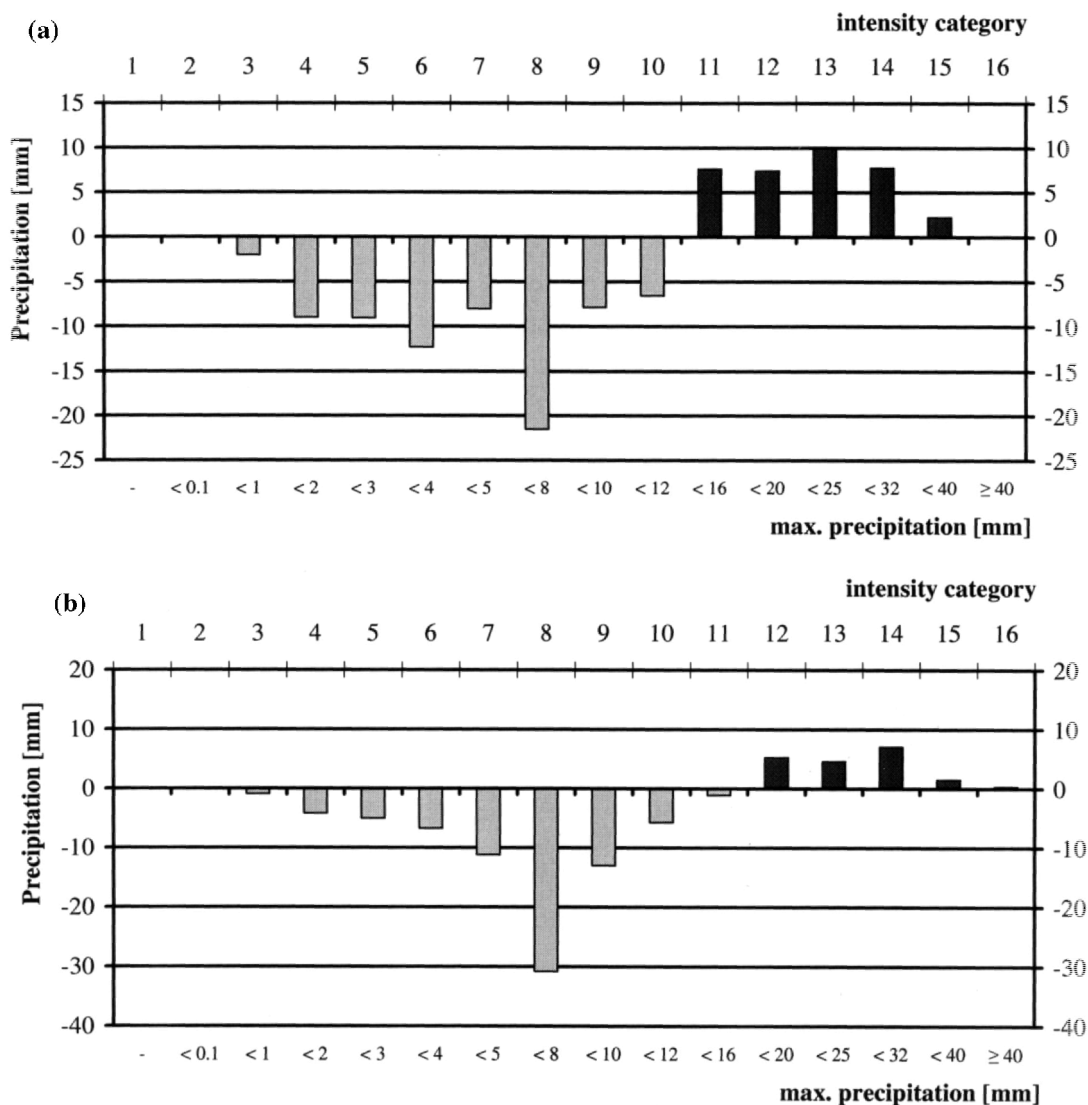 (a)
intensity category
1 2 3 4 5 6 7 8 9 10 11 12 13 14 15 16
Precipitation [mm]
15 15
10 10
5 5
0 0
-5 -5
-10 -10
-15 -15
-20 -20
-25 -25
- < 0.1 < 1 < 2 < 3 < 4 < 5 < 8 < 10 < 12 < 16 < 20 < 25 < 32 < 40 ≥ 40
max. precipitation [mm]
(b)
intensity category
1 2 3 4 5 6 7 8 9 10 11 12 13 14 15 16
Precipitation [mm]
20 20
10 10
0 0
-10 -10
-20 -20
-30 -30
-40 -40
- < 0.1 < 1 < 2 < 3 < 4 < 5 < 8 < 10 < 12 < 16 < 20 < 25 < 32 < 40 ≥ 40
max. precipitation [mm]